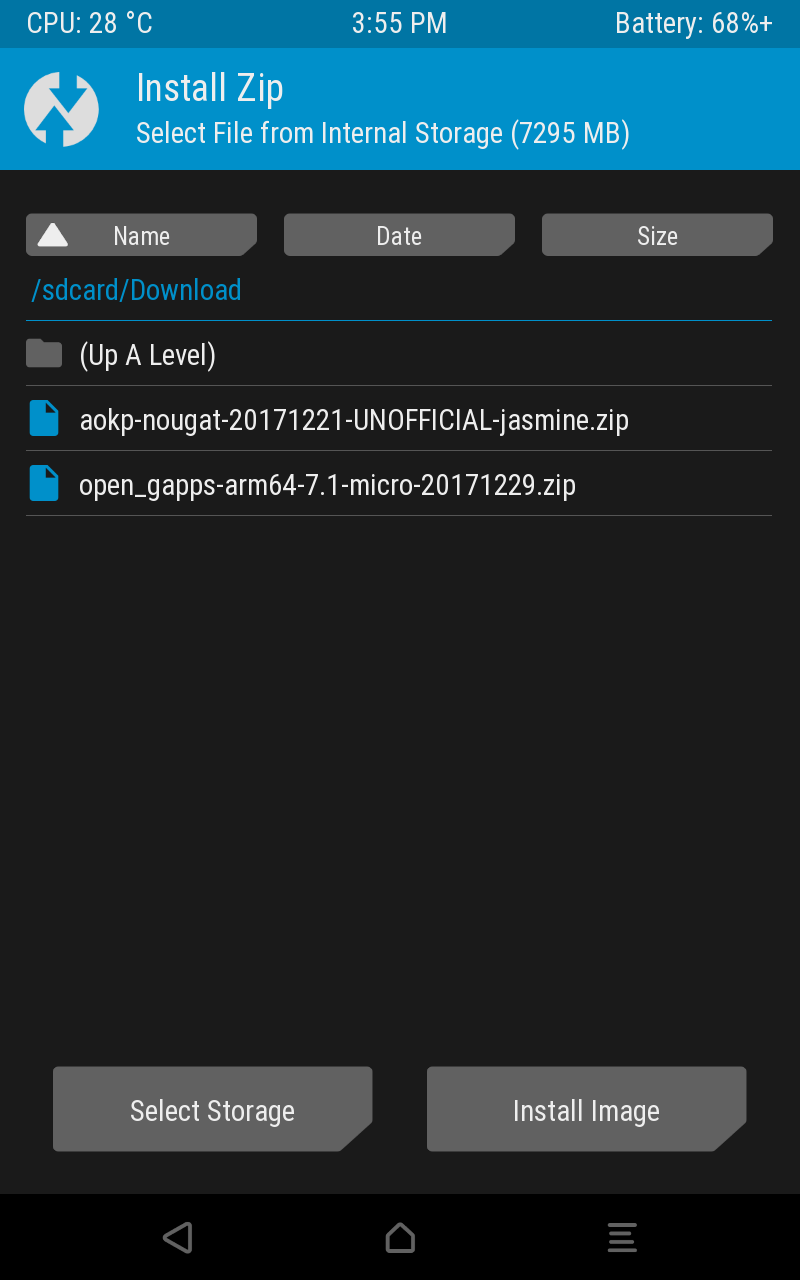 CPU: 28 °C 3:55 PM Battery: 68%+
Install Zip
Select File from Internal Storage (7295 MB)
Name Date Size
/sdcard/Download
(Up A Level)
aokp-nougat-20171221-UNOFFICIAL-jasmine.zip
open_gapps-arm64-7.1-micro-20171229.zip
Select Storage Install Image